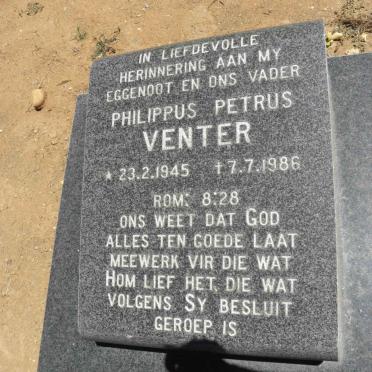 IN LIEFDEVOLLE
HERINNERING AAN MY
EGGENOOT EN ONS VADER
PHILIPPUS PETRUS
VENTER
* 23.2.1945 † 7.7.1986
ROM: 8:28
ONS WEET DAT GOD
ALLES TEN GOEDE LAAT
MEEWERK VIR DIE WAT
HOM LIEF HET, DIE WAT
VOLGENS SY BESLUIT
GEROEP IS